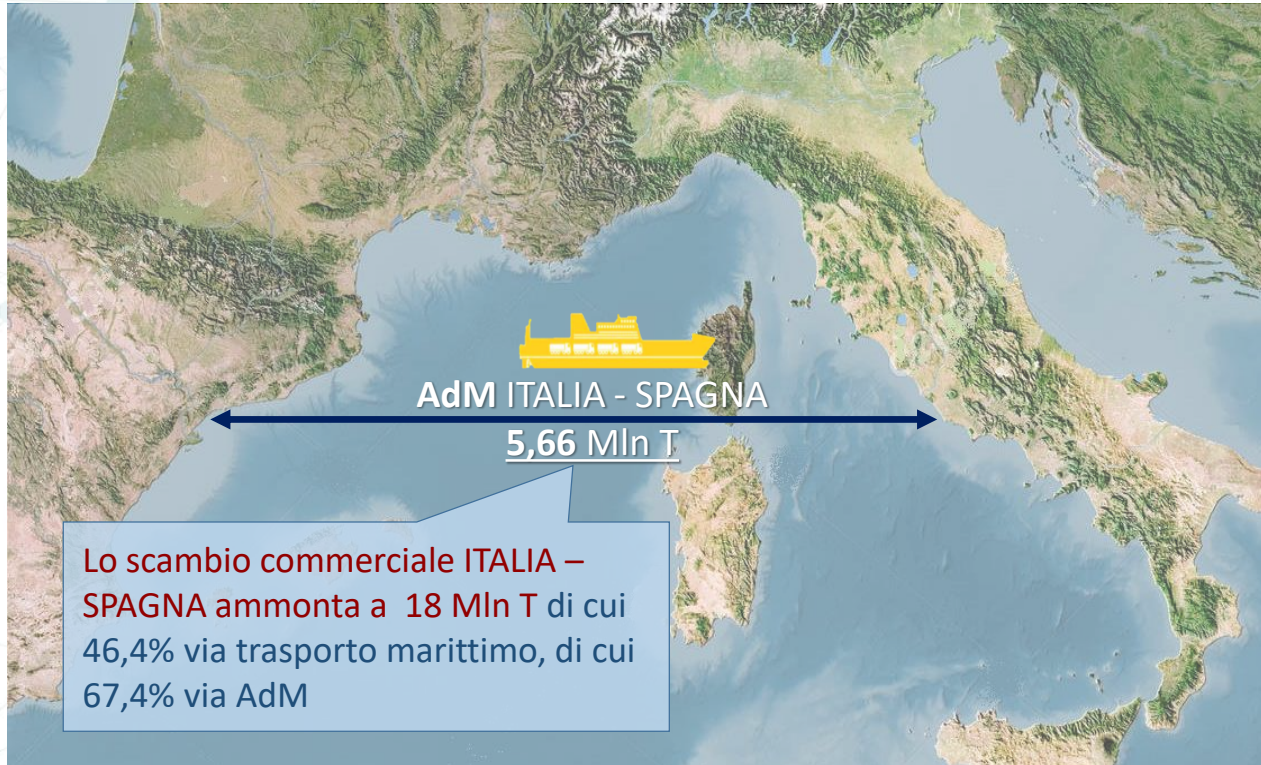 AdM ITALIA - SPAGNA
5,66 Mln T
Lo scambio commerciale ITALIA –
SPAGNA ammonta a 18 Mln T di cui
46,4% via trasporto marittimo, di cui
67,4% via AdM